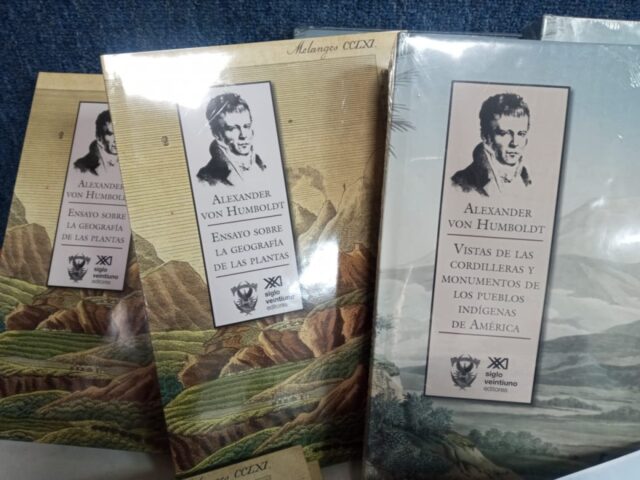 ALEXANDER
VON HUMBOLDT
ENSAYO SOBRE
LA GEOGRAFÍA
DE LAS PLANTAS
siglo
veintiuno
editores
Melanges CCLXI.
ALEXANDER
VON HUMBOLDT
ENSAYO SOBRE
LA GEOGRAFÍA
DE LAS PLANTAS
siglo
veintiuno
editores
ALEXANDER
VON HUMBOLDT
VISTAS DE LAS
CORDILLERAS Y
MONUMENTOS DE
LOS PUEBLOS
INDÍGENAS
DE AMÉRICA
siglo
veintiuno
editores
CCLXI.